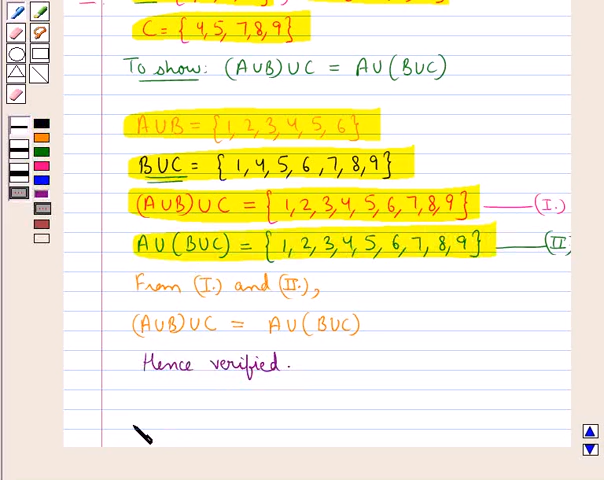 C = { 4, 5, 7, 8, 9 }
To show: (A∪B)∪C = A∪(B∪C)
A∪B = { 1, 2, 3, 4, 5, 6 }
B∪C = { 1, 4, 5, 6, 7, 8, 9 }
(A∪B)∪C = { 1, 2, 3, 4, 5, 6, 7, 8, 9 } —(I.)
A∪(B∪C) = { 1, 2, 3, 4, 5, 6, 7, 8, 9 } —(II
From (I.) and (II.),
(A∪B)∪C = A∪(B∪C)
Hence verified.